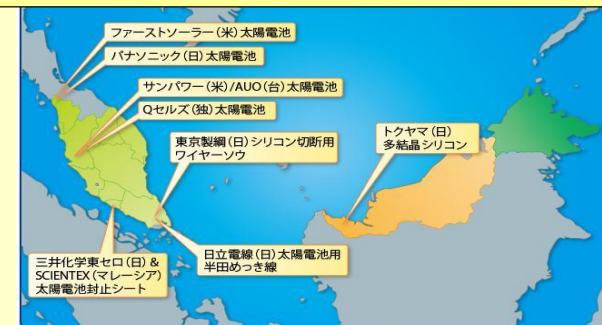 ファーストソーラー(米)太陽電池
パナソニック(日)太陽電池
サンパワー(米)/AUO(台)太陽電池
Qセルズ(独)太陽電池
東京製綱(日)シリコン切断用
ワイヤーソウ
トクヤマ(日)
多結晶シリコン
三井化学東セロ(日)&
SCIENTEX(マレーシア)
太陽電池封止シート
日立電線(日)太陽電池用
半田めっき線